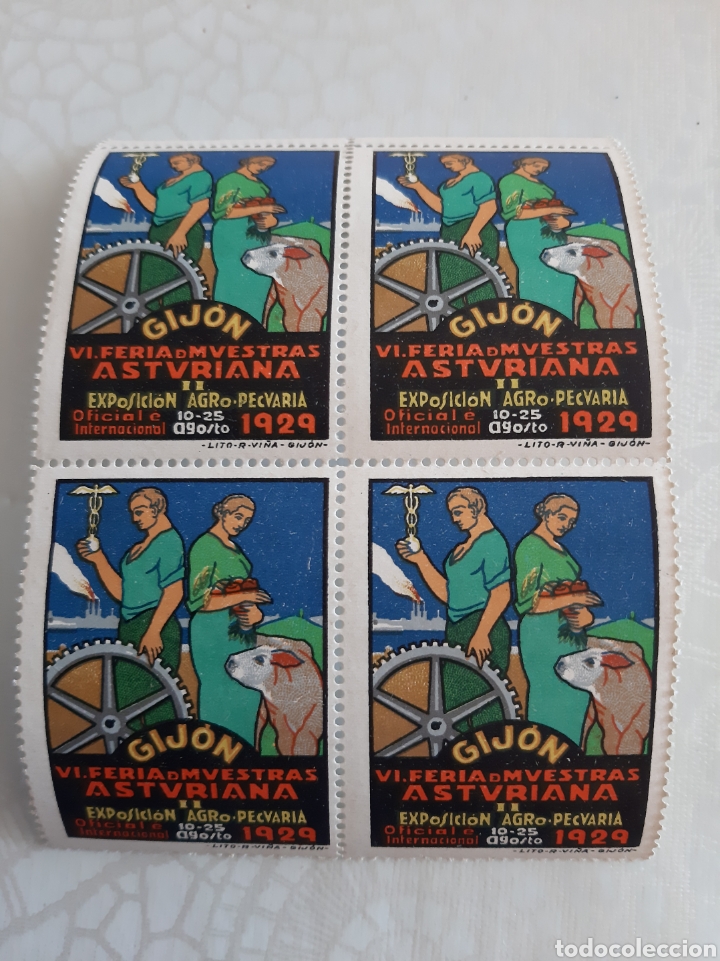 GIJÓN
VI. FERIA D MVESTRAS
ASTVRIANA
II
EXPOSICIÓN AGRO-PECVARIA
Oficial e 10-25 1929
Internacional agosto
-LITO-R-VIÑA-GIJÓN-
GIJÓN
VI. FERIA D MVESTRAS
ASTVRIANA
II
EXPOSICIÓN AGRO-PECVARIA
Oficial e 10-25 1929
Internacional agosto
-LITO-R-VIÑA-GIJÓN-
GIJÓN
VI. FERIA D MVESTRAS
ASTVRIANA
II
EXPOSICIÓN AGRO-PECVARIA
Oficial e 10-25 1929
Internacional agosto
-LITO-R-VIÑA-GIJÓN-
GIJÓN
VI. FERIA D MVESTRAS
ASTVRIANA
II
EXPOSICIÓN AGRO-PECVARIA
Oficial e 10-25 1929
Internacional agosto
-LITO-R-VIÑA-GIJÓN-
todocoleccion